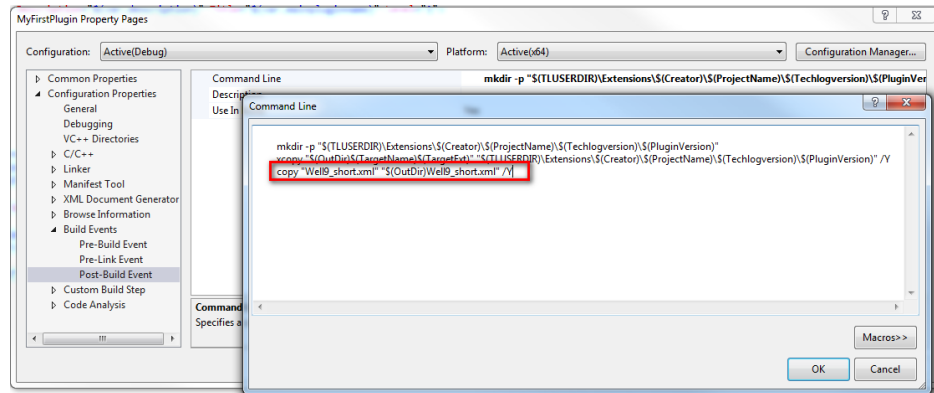 MyFirstPlugin Property Pages
Configuration: Active(Debug) Platform: Active(x64) Configuration Manager...
Common Properties
Configuration Properties
General
Debugging
VC++ Directories
C/C++
Linker
Manifest Tool
XML Document Generator
Browse Information
Build Events
Pre-Build Event
Pre-Link Event
Post-Build Event
Custom Build Step
Code Analysis
Command Line mkdir -p "$(TLUSERDIR)\Extensions\$(Creator)\$(ProjectName)\$(Techlogversion)\$(PluginVer
Descrip
Use In
Command
Specifies a
Command Line
mkdir -p "$(TLUSERDIR)\Extensions\$(Creator)\$(ProjectName)\$(Techlogversion)\$(PluginVersion)"
xcopy "$(OutDir)$(TargetName)$(TargetExt)" "$(TLUSERDIR)\Extensions\$(Creator)\$(ProjectName)\$(Techlogversion)\$(PluginVersion)" /Y
copy "Well9_short.xml" "$(OutDir)Well9_short.xml" /Y
Macros>>
OK Cancel